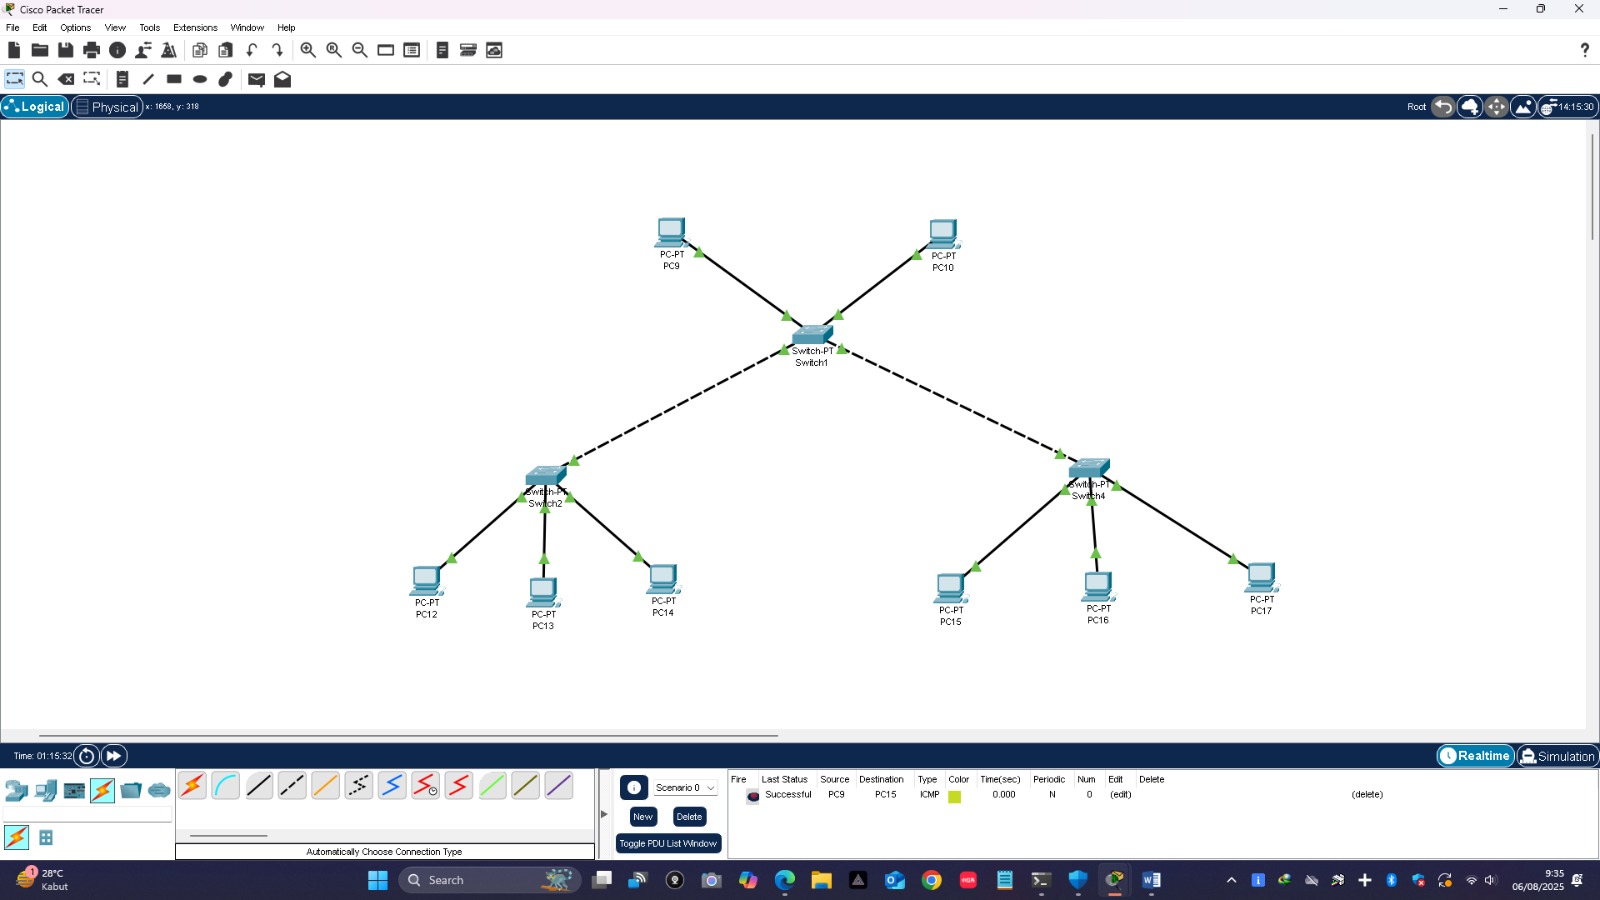 Cisco Packet Tracer
File Edit Options View Tools Extensions Window Help
Logical Physical x: 1658, y: 318 Root 14:15:30
PC-PT
PC9
PC-PT
PC10
Switch-PT
Switch1
Switch-PT
Switch2
Switch-PT
Switch4
PC-PT
PC12
PC-PT
PC13
PC-PT
PC14
PC-PT
PC15
PC-PT
PC16
PC-PT
PC17
Time: 01:15:32 Realtime Simulation
Automatically Choose Connection Type
Scenario 0
New Delete
Toggle PDU List Window
Fire Last Status Source Destination Type Color Time(sec) Periodic Num Edit Delete
Successful PC9 PC15 ICMP 0.000 N 0 (edit) (delete)
1
28°C
Kabut
Search
9:35
06/08/2025